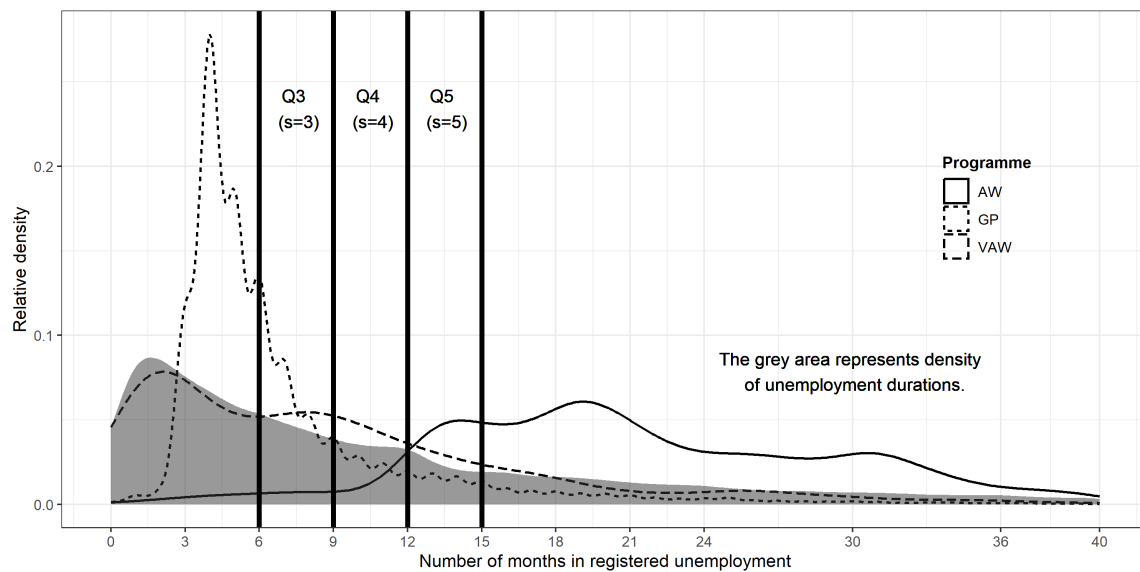 Q3 Q4 Q5
(s=3) (s=4) (s=5)
0.2
Programme
AW
GP
VAW
Relative density
0.1
The grey area represents density
of unemployment durations.
0.0
0 3 6 9 12 15 18 21 24 30 36 40
Number of months in registered unemployment